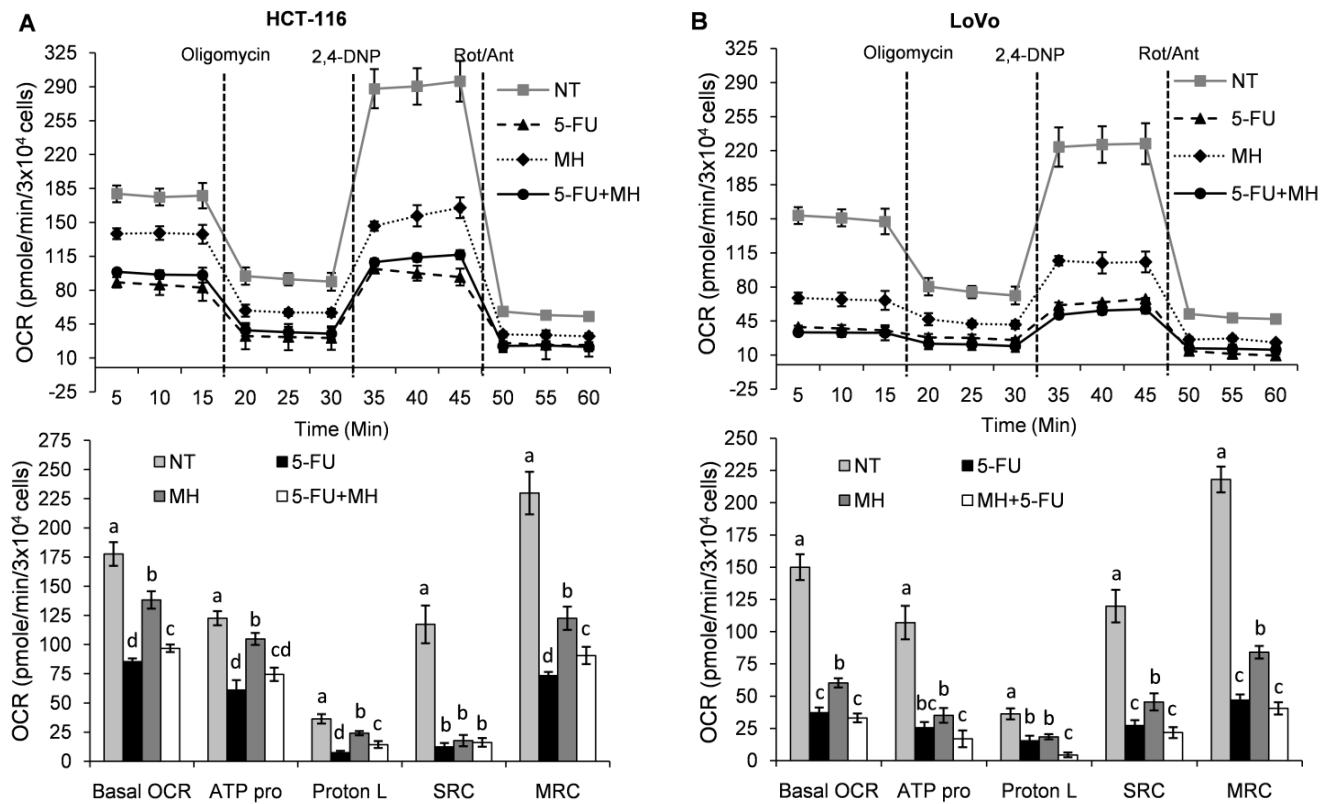 A
HCT-116
OCR (pmole/min/3x10⁴ cells)
325
290
255
220
185
150
115
80
45
10
-25
Oligomycin
2,4-DNP
Rot/Ant
NT
5-FU
MH
5-FU+MH
5 10 15 20 25 30 35 40 45 50 55 60
Time (Min)
OCR (pmole/min/3x10⁴ cells)
275
250
225
200
175
150
125
100
75
50
25
0
NT
5-FU
MH
5-FU+MH
a d b c
a d b cd
a d c c
a b b b
a d b c
Basal OCR ATP pro Proton L SRC MRC
B
LoVo
OCR (pmole/min/3x10⁴ cells)
325
290
255
220
185
150
115
80
45
10
-25
Oligomycin
2,4-DNP
Rot/Ant
NT
5-FU
MH
5-FU+MH
5 10 15 20 25 30 35 40 45 50 55 60
Time (Min)
OCR (pmole/min/3x10⁴ cells)
250
225
200
175
150
125
100
75
50
25
0
NT
5-FU
MH
MH+5-FU
a c b c
a bc b c
a b b c
a c b c
a c b c
Basal OCR ATP pro Proton L SRC MRC